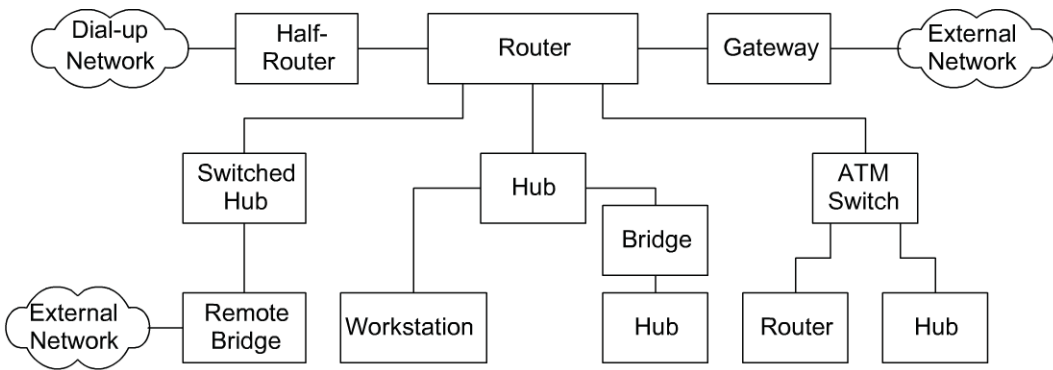 Dial-up
Network
Half-
Router
Router
Gateway
External
Network
Switched
Hub
Hub
ATM
Switch
Bridge
External
Network
Remote
Bridge
Workstation
Hub
Router
Hub